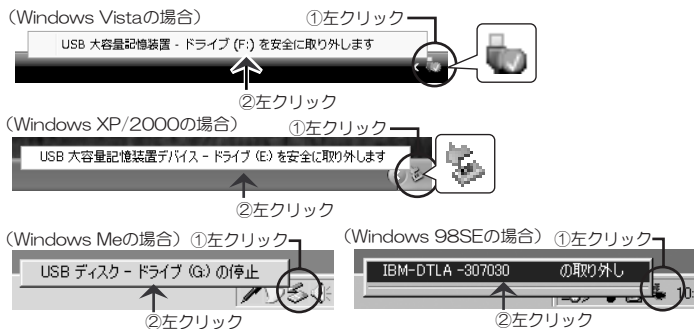 (Windows Vistaの場合)
①左クリック
USB 大容量記憶装置 - ドライブ (F:) を安全に取り外します
②左クリック
(Windows XP/2000の場合)
①左クリック
USB 大容量記憶装置デバイス - ドライブ (E:) を安全に取り外します
②左クリック
(Windows Meの場合) ①左クリック
USB ディスク - ドライブ (G:) の停止
②左クリック
(Windows 98SEの場合) ①左クリック
IBM-DTLA -307030 の取り外し
10:
②左クリック